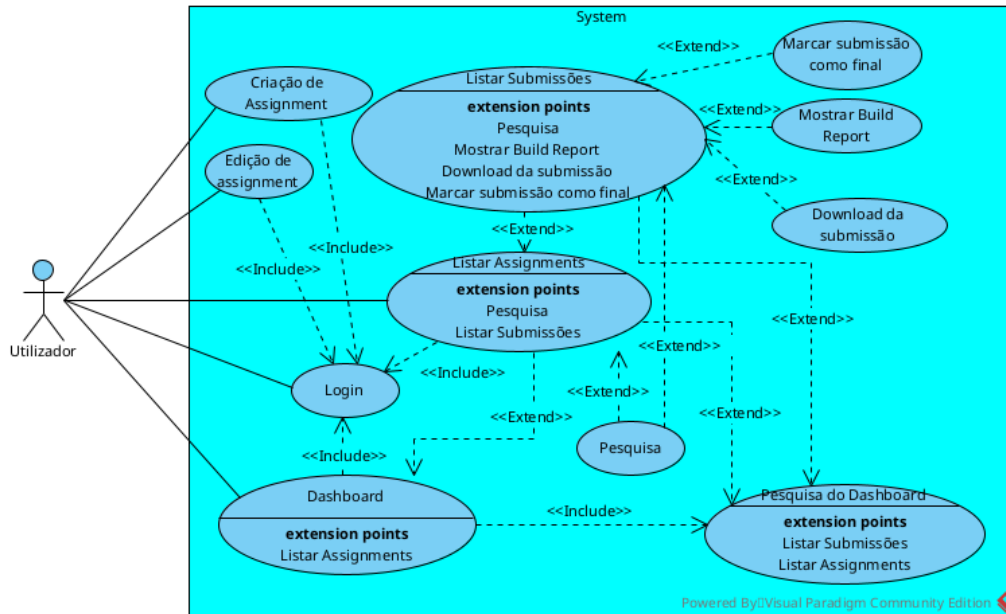 System
<<Extend>>
Marcar submissão
como final
Criação de
Assignment
Listar Submissões
extension points
Pesquisa
Mostrar Build Report
Download da submissão
Marcar submissão como final
<<Extend>>
Mostrar Build
Report
Edição de
assignment
<<Extend>>
Download da
submissão
<<Extend>>
<<Include>>
<<Include>>
Listar Assignments
extension points
Pesquisa
Listar Submissões
Utilizador
<<Extend>>
<<Extend>>
<<Include>>
Login
<<Extend>>
<<Extend>>
<<Extend>>
Pesquisa
<<Include>>
Dashboard
extension points
Listar Assignments
<<Include>>
Pesquisa do Dashboard
extension points
Listar Submissões
Listar Assignments
Powered By Visual Paradigm Community Edition